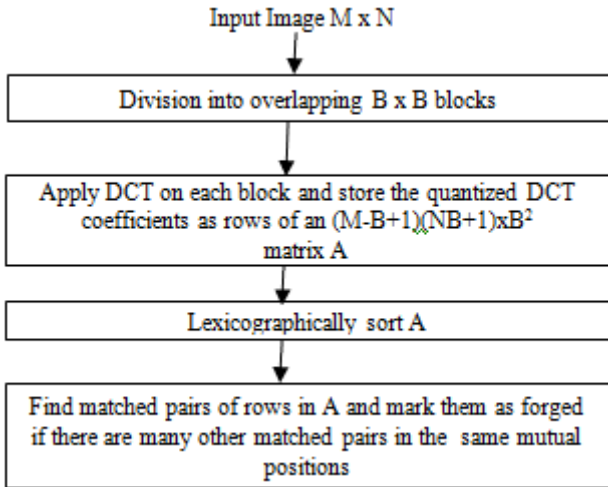 Input Image M x N
Division into overlapping B x B blocks
Apply DCT on each block and store the quantized DCT
coefficients as rows of an (M-B+1)(NB+1)xB²
matrix A
Lexicographically sort A
Find matched pairs of rows in A and mark them as forged
if there are many other matched pairs in the same mutual
positions